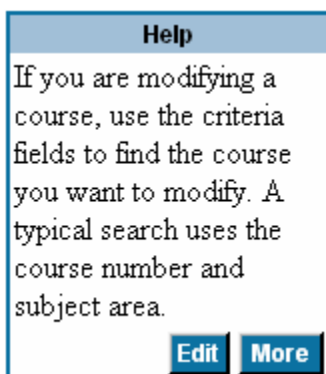 Help
If you are modifying a
course, use the criteria
fields to find the course
you want to modify. A
typical search uses the
course number and
subject area.
Edit More